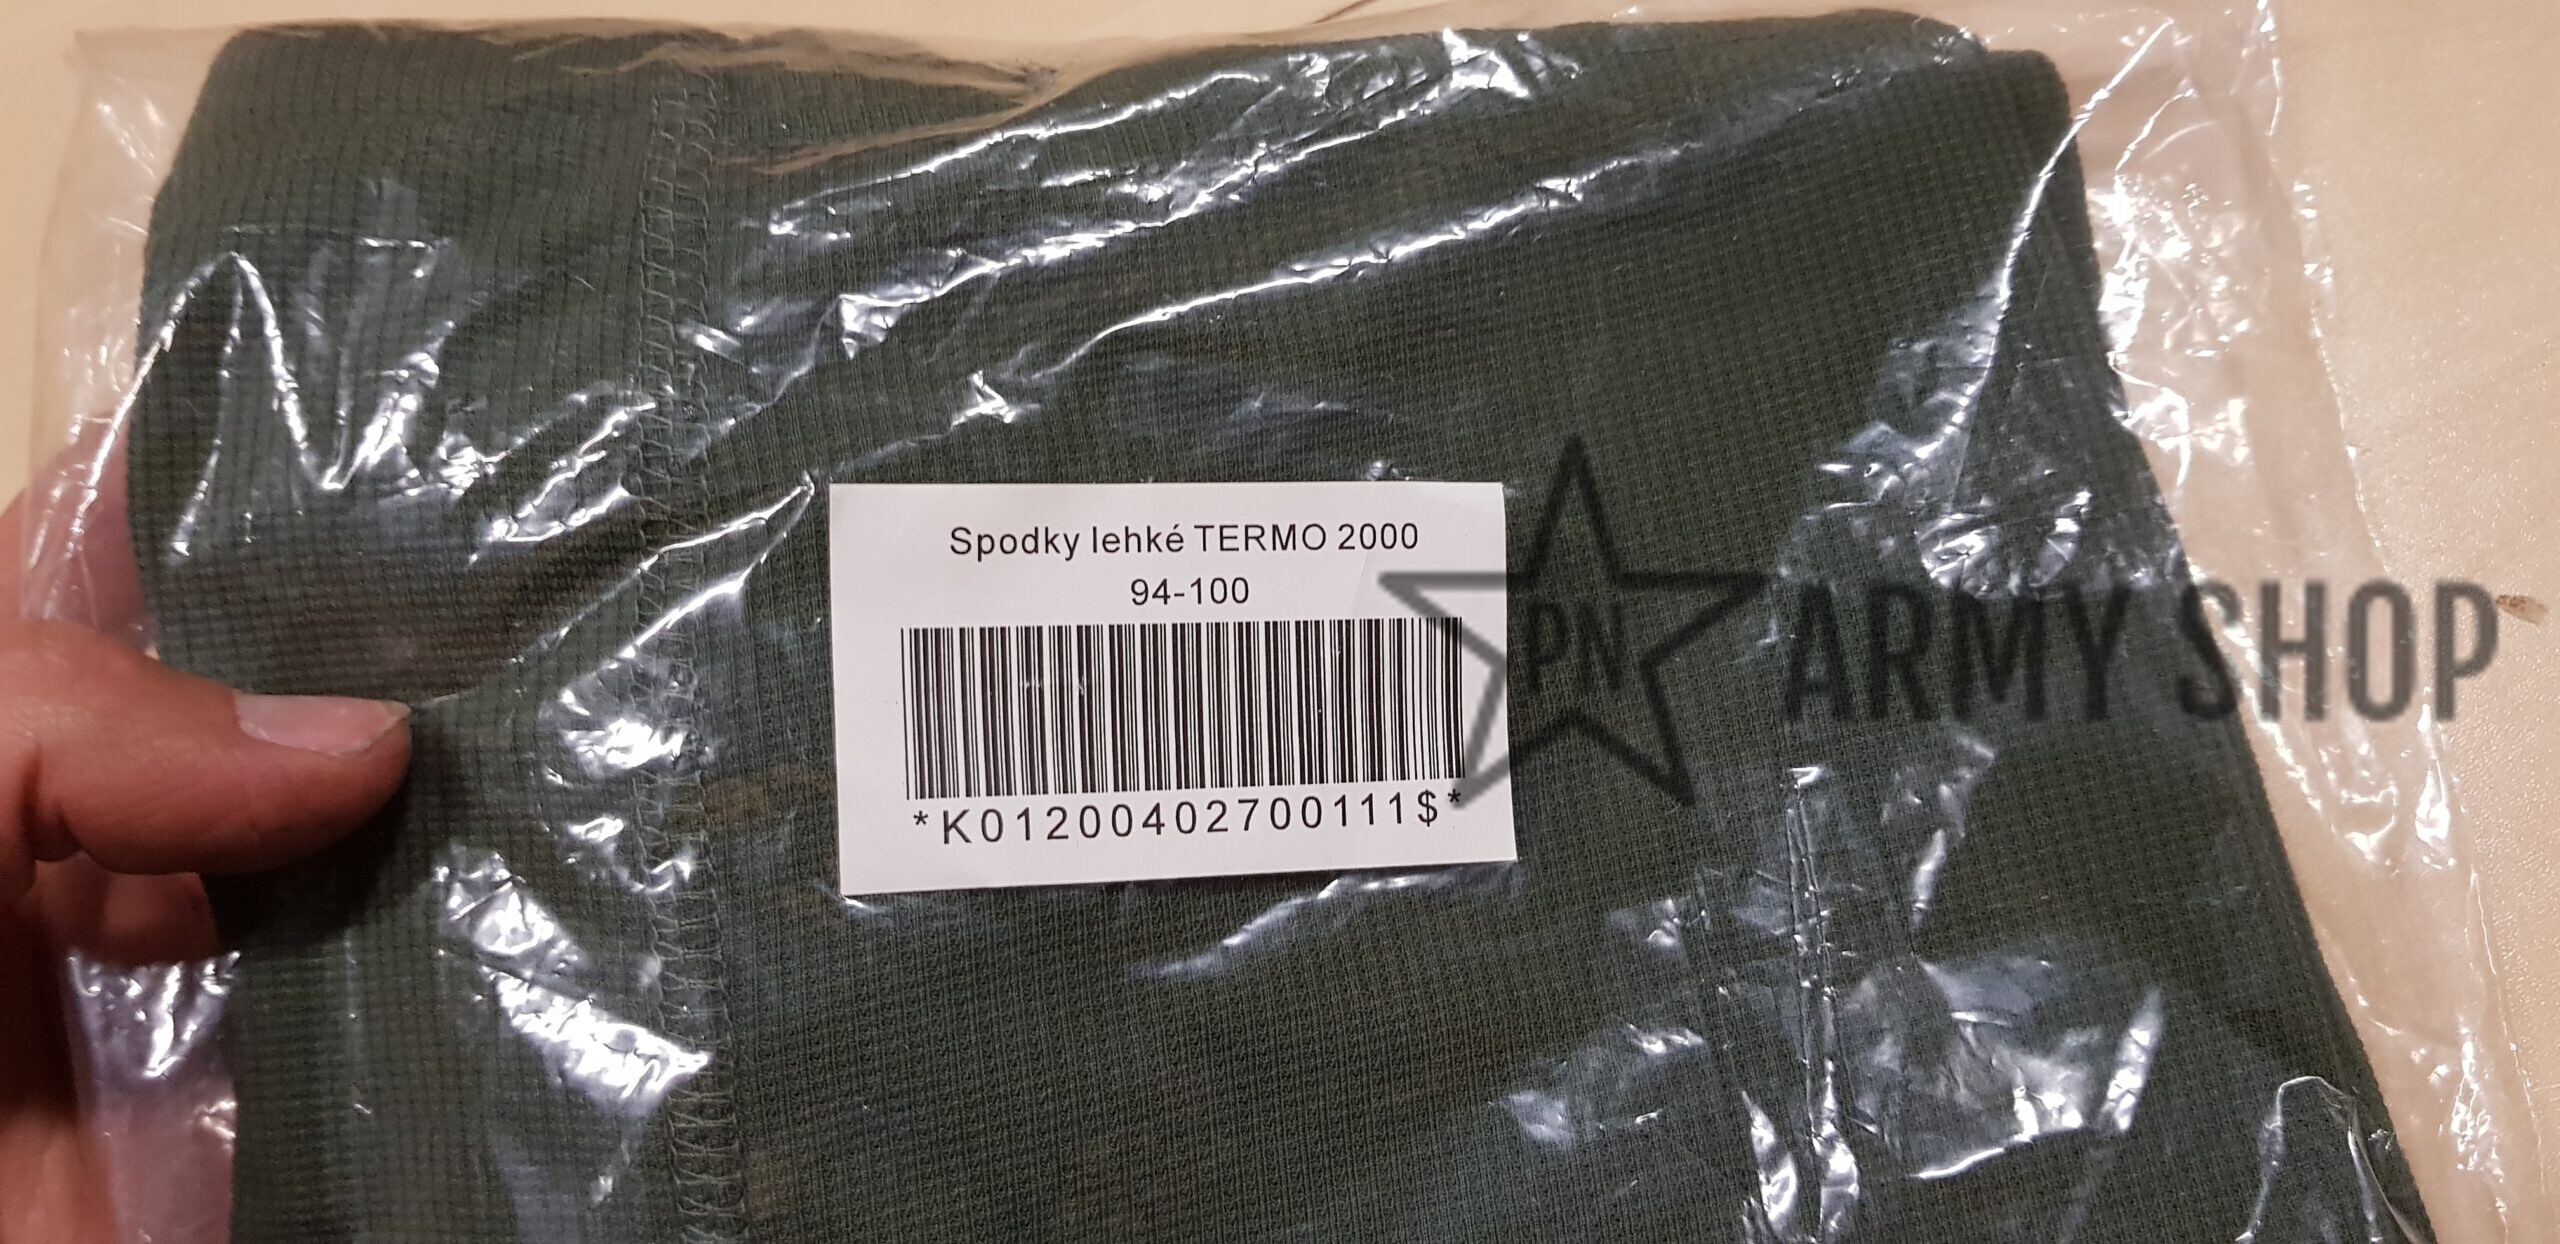 Spodky lehké TERMO 2000
94-100
*K01200402700111$*
PN ARMY SHOP